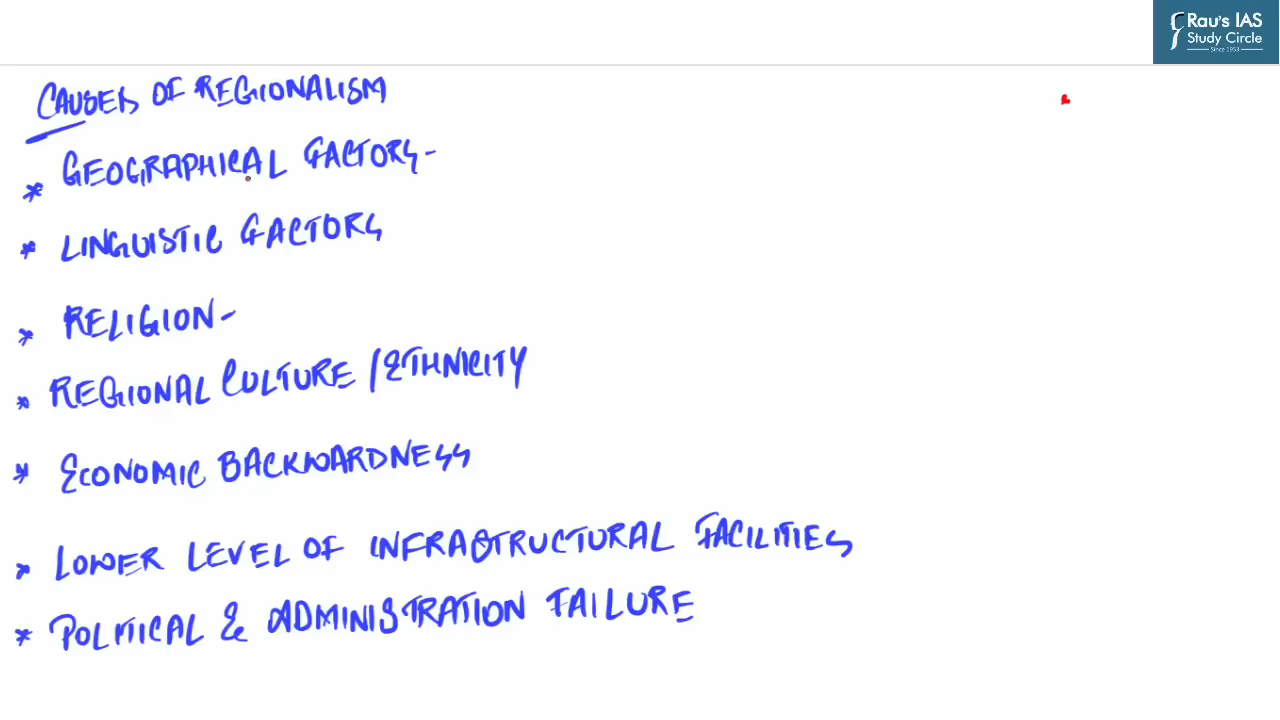 Rau's IAS
Study Circle
Since 1953
CAUSES OF REGIONALISM
* GEOGRAPHICAL FACTORS-
* LINGUISTIC FACTORS
* RELIGION-
* REGIONAL CULTURE / ETHNICITY
* ECONOMIC BACKWARDNESS
* LOWER LEVEL OF INFRASTRUCTURAL FACILITIES
* POLITICAL & ADMINISTRATION FAILURE